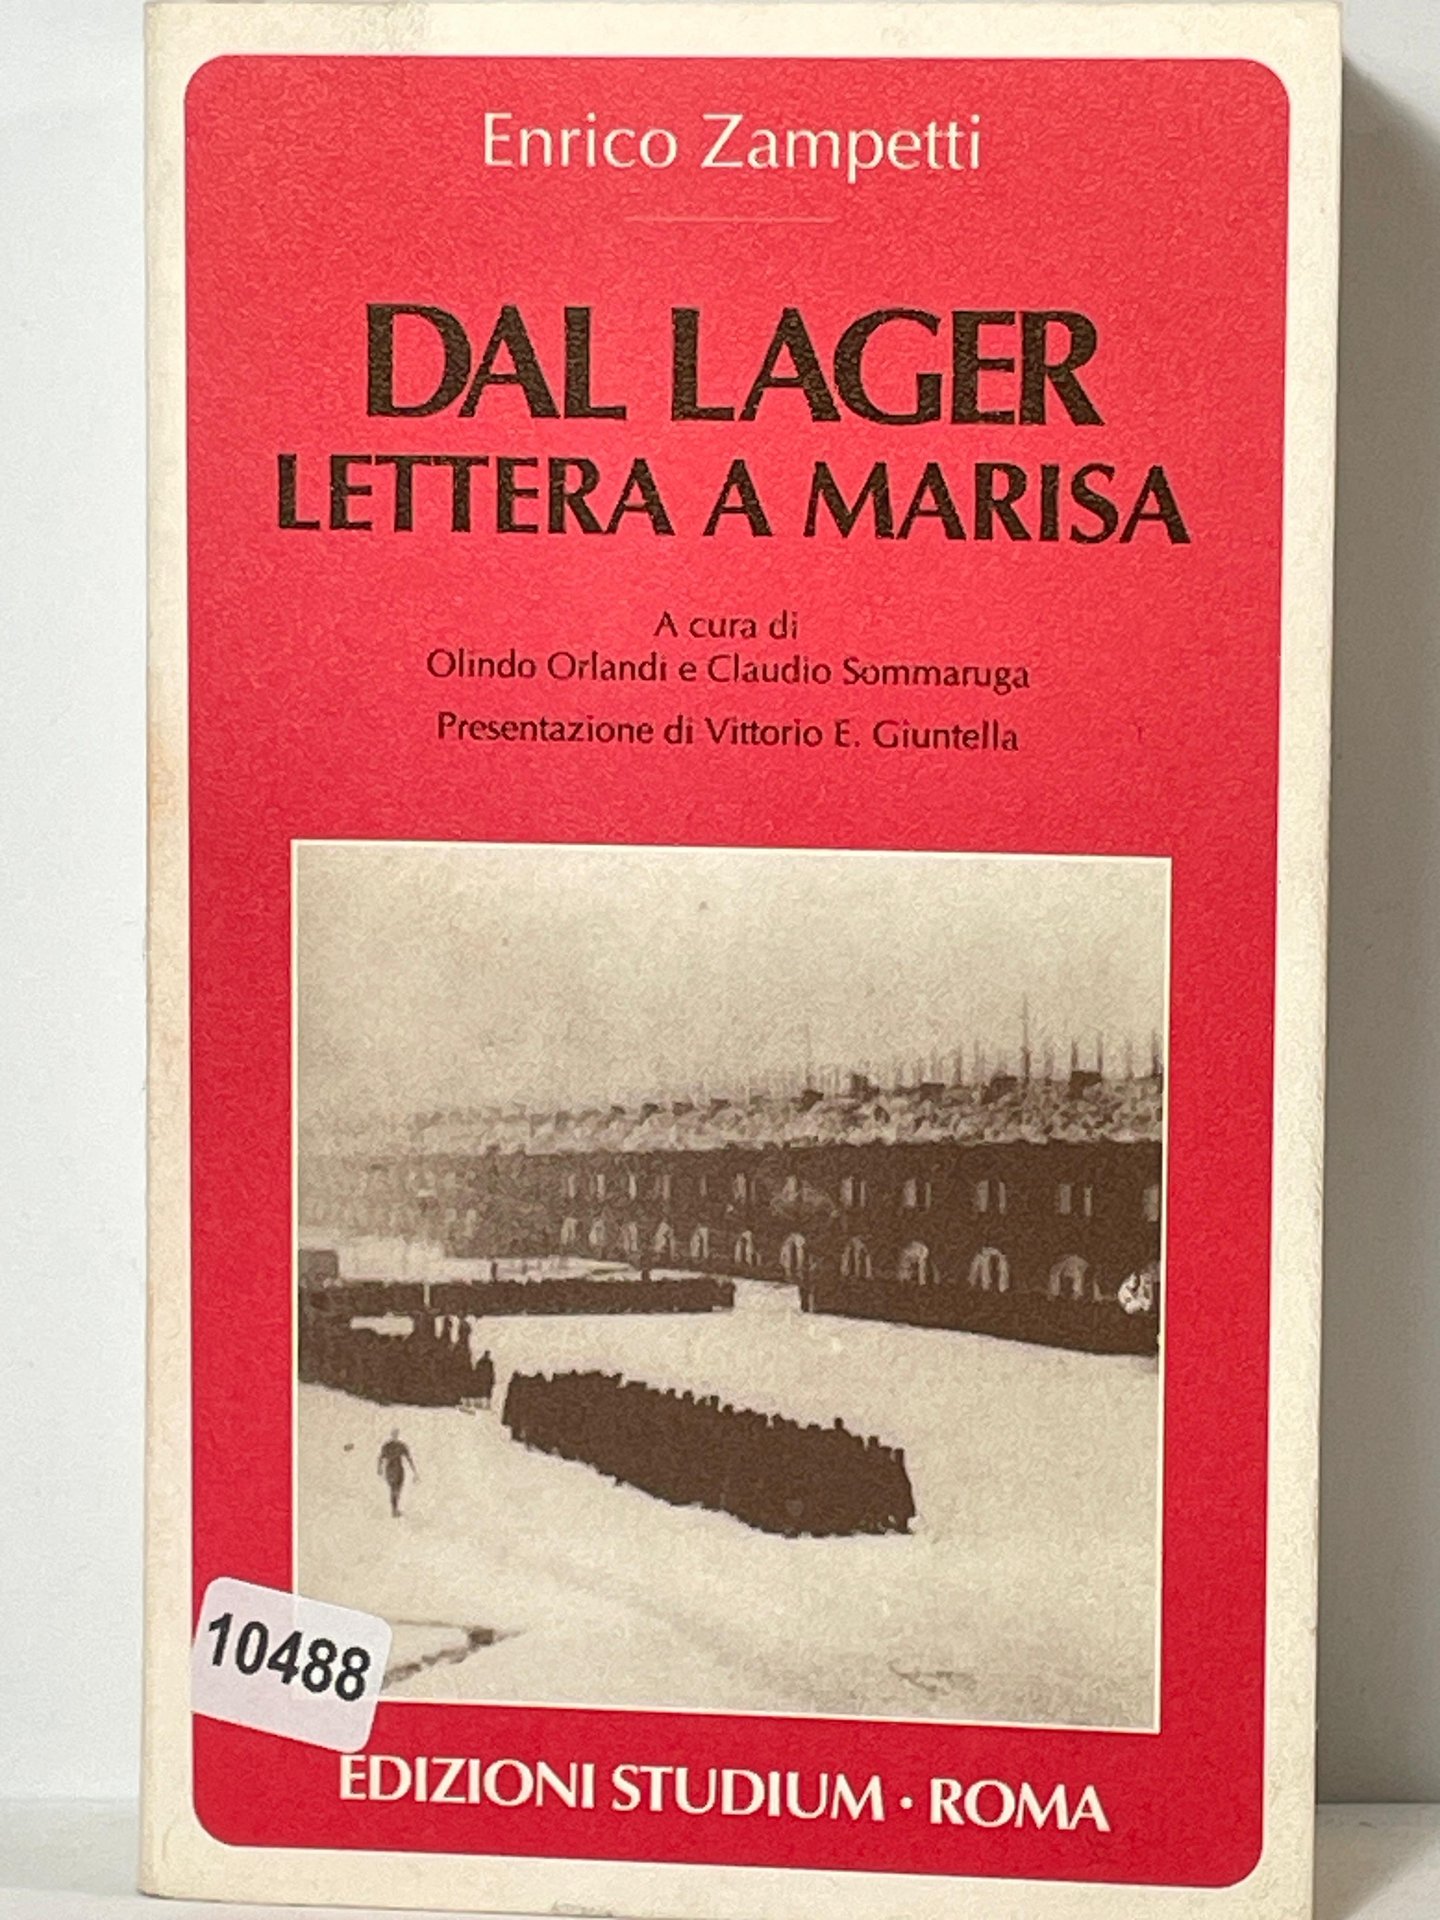 Enrico Zampetti
DAL LAGER
LETTERA A MARISA
A cura di
Olindo Orlandi e Claudio Sommaruga
Presentazione di Vittorio E. Giuntella
10488
EDIZIONI STUDIUM · ROMA